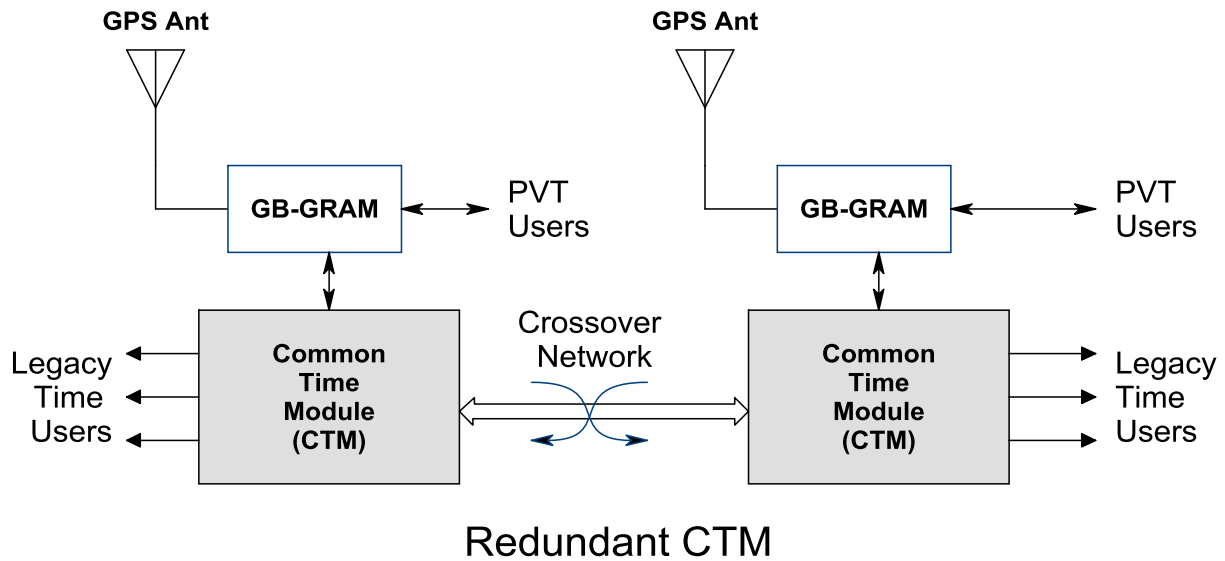 GPS Ant
GPS Ant
GB-GRAM
PVT
Users
GB-GRAM
PVT
Users
Legacy
Time
Users
Common
Time
Module
(CTM)
Crossover
Network
Common
Time
Module
(CTM)
Legacy
Time
Users
Redundant CTM